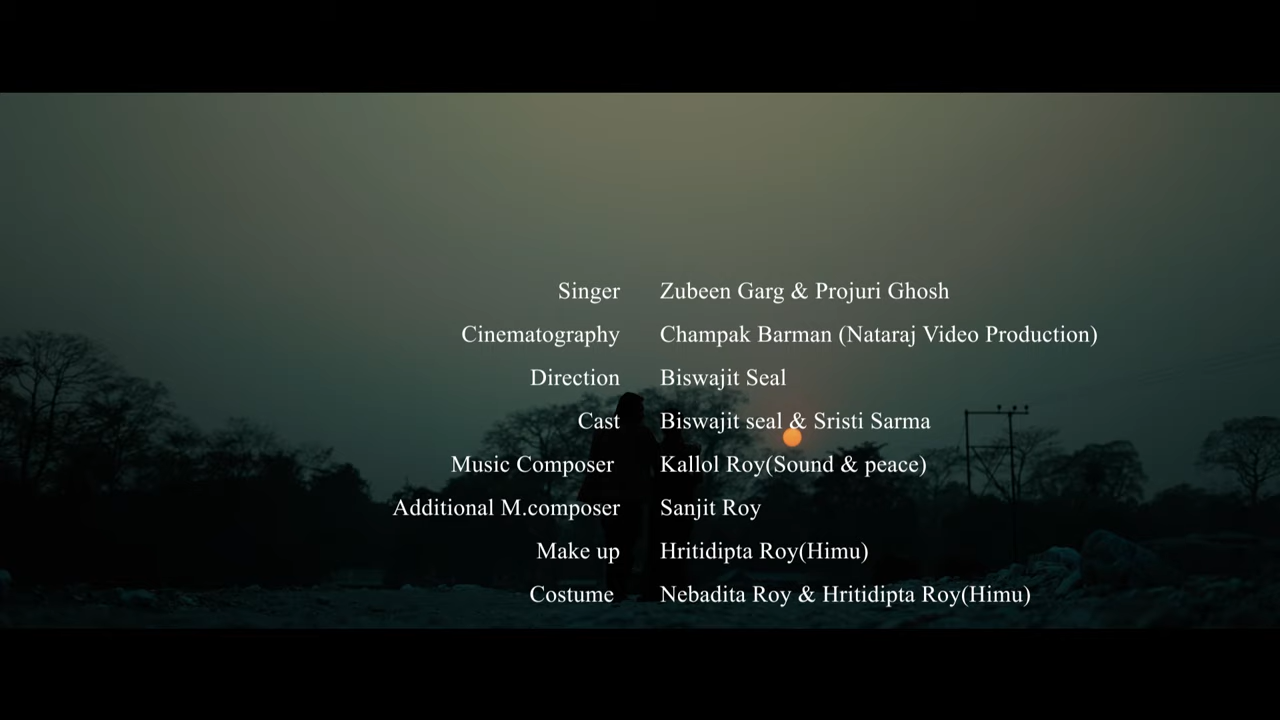 Singer Zubeen Garg & Projuri Ghosh
Cinematography Champak Barman (Nataraj Video Production)
Direction Biswajit Seal
Cast Biswajit seal & Sristi Sarma
Music Composer Kallol Roy(Sound & peace)
Additional M.composer Sanjit Roy
Make up Hritidipta Roy(Himu)
Costume Nebadita Roy & Hritidipta Roy(Himu)